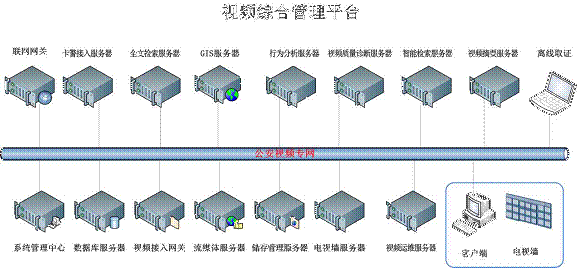 视频综合管理平台
联网网关 卡警接入服务器 全文检索服务器 GIS服务器 行为分析服务器 视频质量诊断服务器 智能检索服务器 视频摘要服务器 离线取证
公安视频专网
系统管理中心 数据库服务器 视频接入网关 流媒体服务器 储存管理服务器 电视墙服务器 视频运维服务器 客户端 电视墙